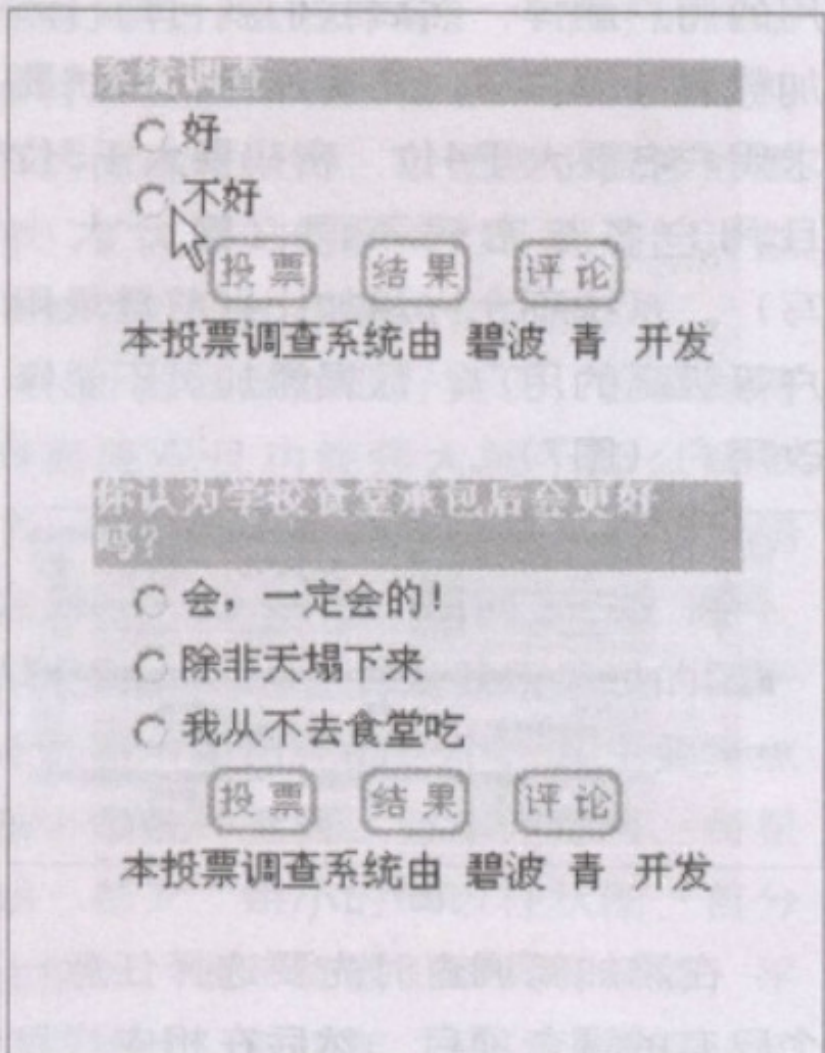 系统调查
好
不好
投票 结果 评论
本投票调查系统由 碧波 青 开发
你认为学校食堂承包后会更好
吗?
会，一定会的!
除非天塌下来
我从不去食堂吃
投票 结果 评论
本投票调查系统由 碧波 青 开发